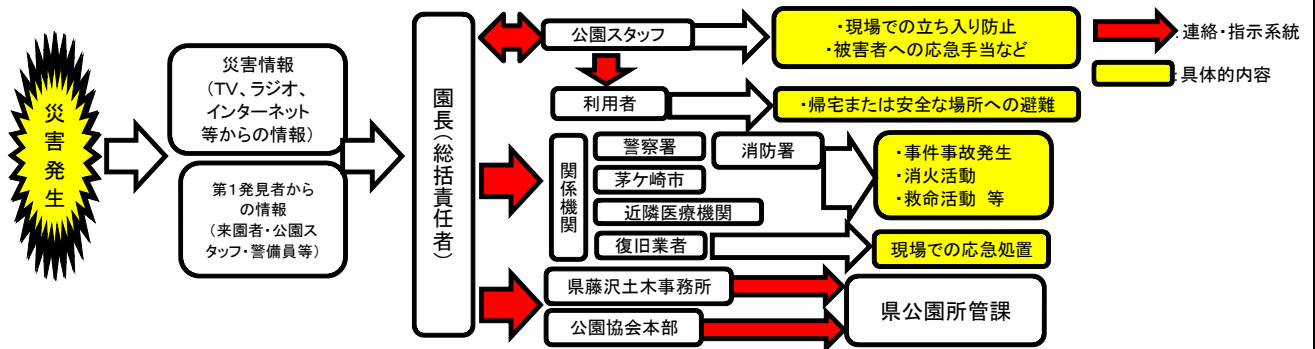 災害発生
災害情報
（TV、ラジオ、
インターネット
等からの情報）
第１発見者から
の情報
（来園者・公園ス
タッフ・警備員等）
園長（総括責任者）
公園スタッフ
・現場での立ち入り防止
・被害者への応急手当など
利用者
・帰宅または安全な場所への避難
関係機関
警察署
消防署
茅ケ崎市
近隣医療機関
復旧業者
・事件事故発生
・消火活動
・救命活動 等
現場での応急処置
県藤沢土木事務所
公園協会本部
県公園所管課
：連絡・指示系統
：具体的内容